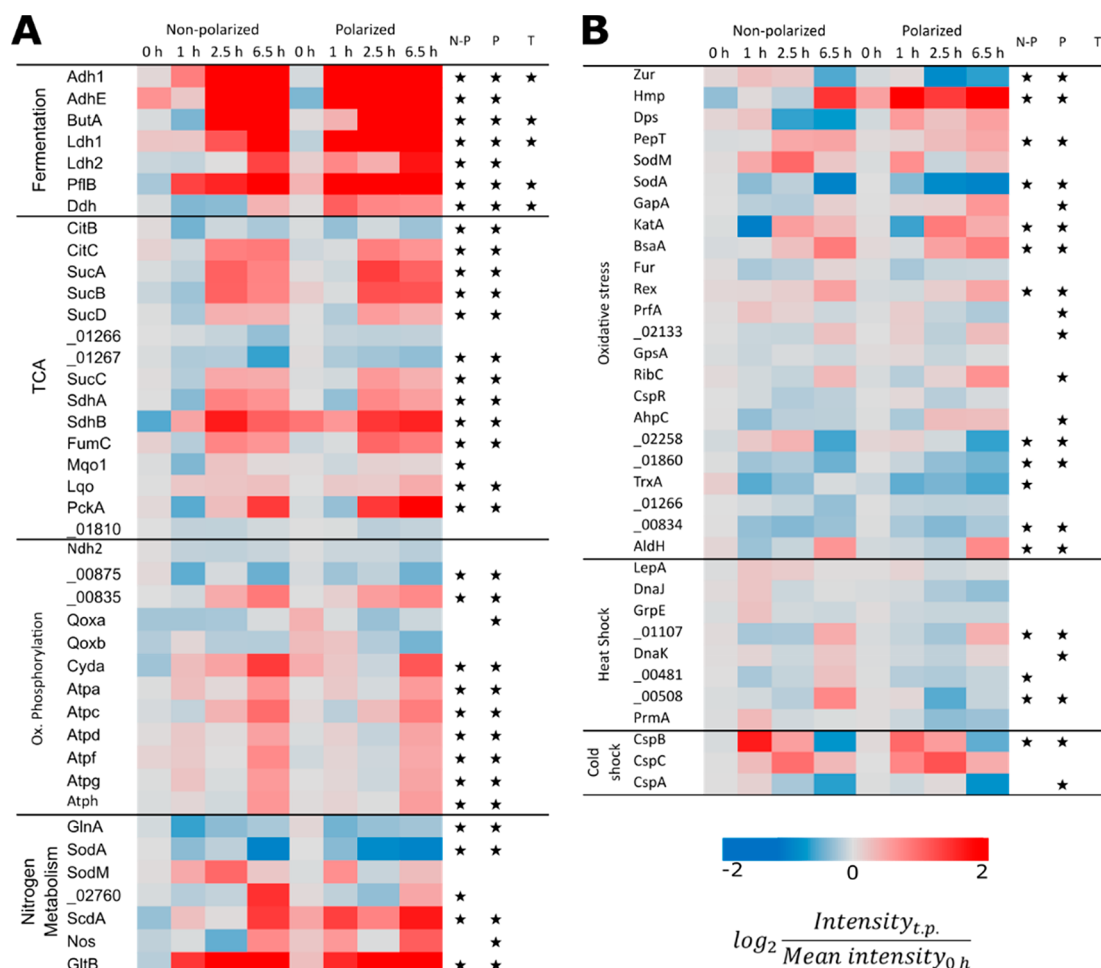 A
Non-polarized Polarized
0 h 1 h 2.5 h 6.5 h 0 h 1 h 2.5 h 6.5 h N-P P T
Fermentation
Adh1 ★ ★ ★
AdhE ★ ★
ButA ★ ★ ★
Ldh1 ★ ★ ★
Ldh2 ★ ★
PflB ★ ★ ★
Ddh ★ ★ ★
TCA
CitB ★ ★
CitC ★ ★
SucA ★ ★
SucB ★ ★
SucD ★ ★
_01266
_01267 ★ ★
SucC ★ ★
SdhA ★ ★
SdhB ★ ★
FumC ★ ★
Mqo1 ★
Lqo ★ ★
PckA ★ ★
_01810
Ox. Phosphorylation
Ndh2
_00875 ★ ★
_00835 ★ ★
Qoxa ★
Qoxb
Cyda ★ ★
Atpa ★ ★
Atpc ★ ★
Atpd ★ ★
Atpf ★ ★
Atpg ★ ★
Atph ★ ★
Nitrogen
Metabolism
GlnA ★ ★
SodA ★ ★
SodM
_02760 ★
ScdA ★ ★
Nos ★
GltB ★ ★
B
Non-polarized Polarized
0 h 1 h 2.5 h 6.5 h 0 h 1 h 2.5 h 6.5 h N-P P T
Oxidative stress
Zur ★ ★
Hmp ★ ★
Dps
PepT ★ ★
SodM
SodA ★ ★
GapA ★
KatA ★ ★
BsaA ★ ★
Fur
Rex ★ ★
PrfA ★
_02133 ★
GpsA
RibC ★
CspR
AhpC ★
_02258 ★ ★
_01860 ★ ★
TrxA ★
_01266
_00834 ★ ★
AldH ★ ★
Heat Shock
LepA
DnaJ
GrpE
_01107 ★ ★
DnaK ★
_00481 ★
_00508 ★ ★
PrmA
Cold
shock
CspB ★ ★
CspC
CspA ★
-2 0 2
log2 Intensity t.p.
Mean intensity 0 h